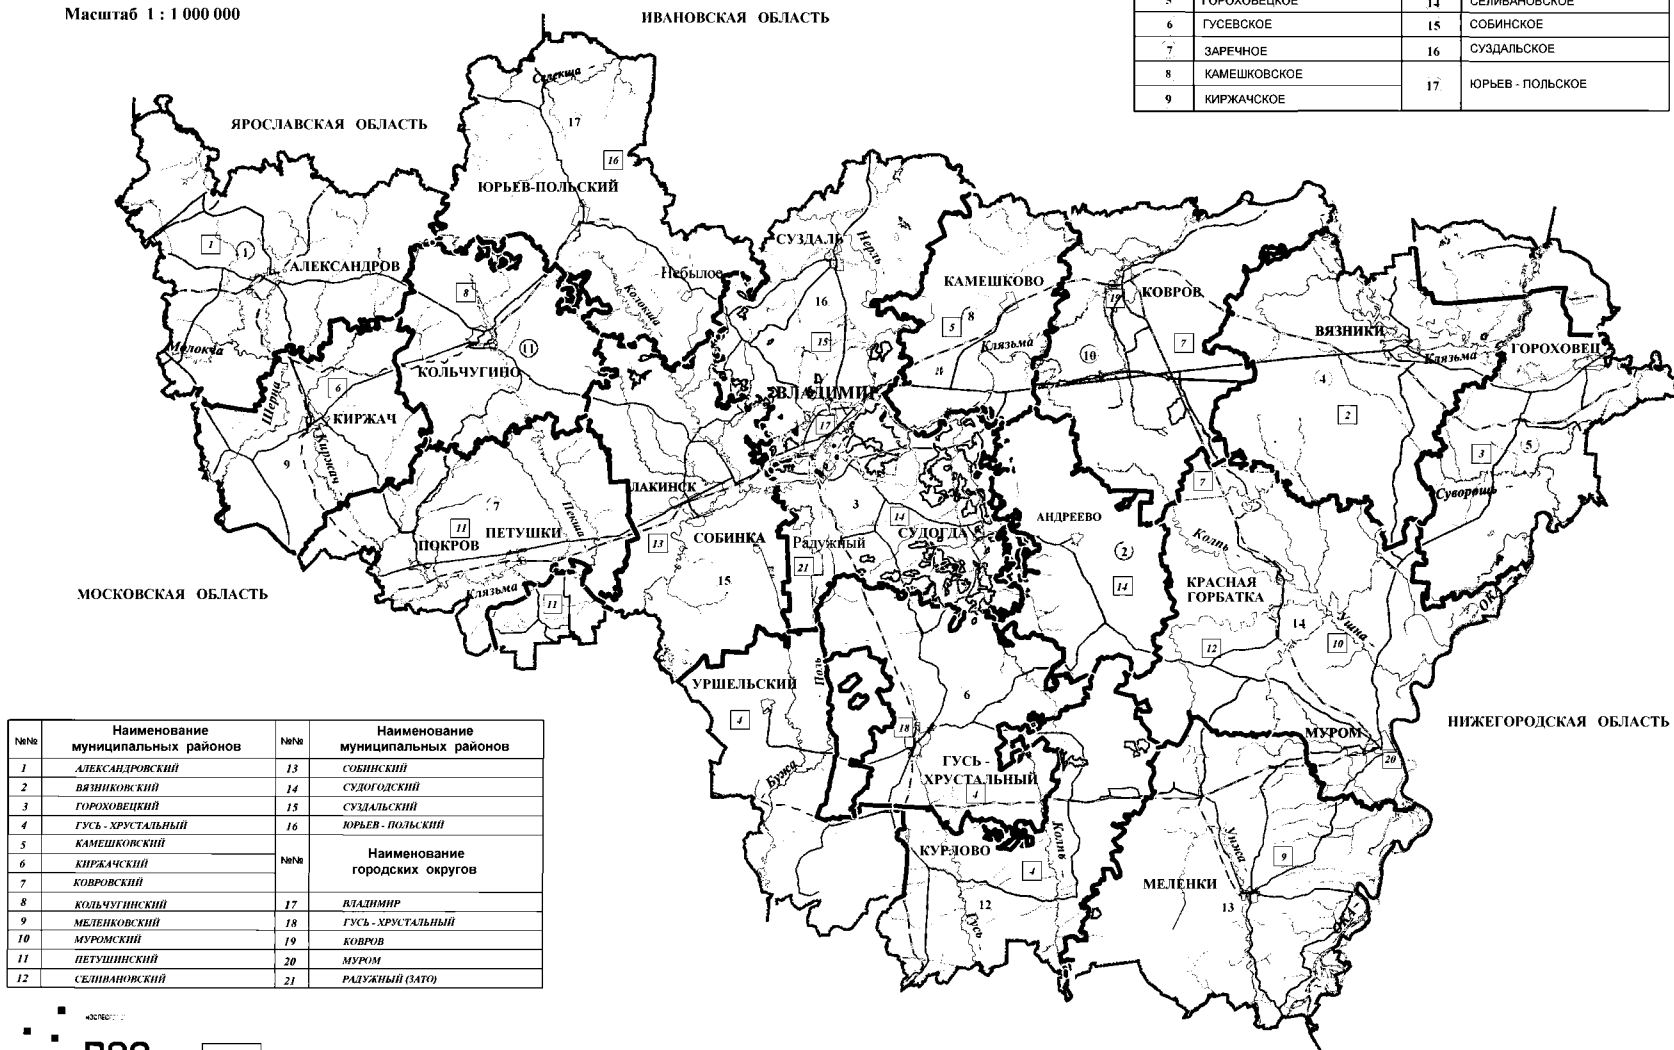 Масштаб 1 : 1 000 000
ИВАНОВСКАЯ ОБЛАСТЬ
ГОРОХОВЕЦКОЕ 14 СЕЛИВАНОВСКОЕ
6 ГУСЕВСКОЕ 15 СОБИНСКОЕ
7 ЗАРЕЧНОЕ 16 СУЗДАЛЬСКОЕ
8 КАМЕШКОВСКОЕ 17 ЮРЬЕВ - ПОЛЬСКОЕ
9 КИРЖАЧСКОЕ
Селекша
17
ЯРОСЛАВСКАЯ ОБЛАСТЬ
16
ЮРЬЕВ-ПОЛЬСКИЙ
1
1
АЛЕКСАНДРОВ
СУЗДАЛЬ
Нерль
Небылое
Колокша
8
16
КАМЕШКОВО
8
5
Клязьма
19
КОВРОВ
7
10
ВЯЗНИКИ
Клязьма
ГОРОХОВЕЦ
Молокча
11
КОЛЬЧУГИНО
15
6
Шерна
КИРЖАЧ
Киржач
9
ВЛАДИМИР
17
4
2
3
5
Суворощь
7
11
ПОКРОВ
ПЕТУШКИ
Пекша
ЛАКИНСК
13
СОБИНКА
15
3
14
СУДОГДА
Радужный
21
АНДРЕЕВО
2
14
7
Колпь
КРАСНАЯ
ГОРБАТКА
ОКА
МОСКОВСКАЯ ОБЛАСТЬ
Клязьма
11
14
Ушна
12
10
УРШЕЛЬСКИЙ
Поль
4
6
18
НИЖЕГОРОДСКАЯ ОБЛАСТЬ
МУРОМ
20
Бужа
ГУСЬ -
ХРУСТАЛЬНЫЙ
4
КУРЛОВО
Колпь
4
12
Гусь
Унжа
9
МЕЛЕНКИ
13
ОКА
№№ Наименование муниципальных районов №№ Наименование муниципальных районов
1 АЛЕКСАНДРОВСКИЙ 13 СОБИНСКИЙ
2 ВЯЗНИКОВСКИЙ 14 СУДОГОДСКИЙ
3 ГОРОХОВЕЦКИЙ 15 СУЗДАЛЬСКИЙ
4 ГУСЬ - ХРУСТАЛЬНЫЙ 16 ЮРЬЕВ - ПОЛЬСКИЙ
5 КАМЕШКОВСКИЙ №№ Наименование городских округов
6 КИРЖАЧСКИЙ
7 КОВРОВСКИЙ
8 КОЛЬЧУГИНСКИЙ 17 ВЛАДИМИР
9 МЕЛЕНКОВСКИЙ 18 ГУСЬ - ХРУСТАЛЬНЫЙ
10 МУРОМСКИЙ 19 КОВРОВ
11 ПЕТУШИНСКИЙ 20 МУРОМ
12 СЕЛИВАНОВСКИЙ 21 РАДУЖНЫЙ (ЗАТО)